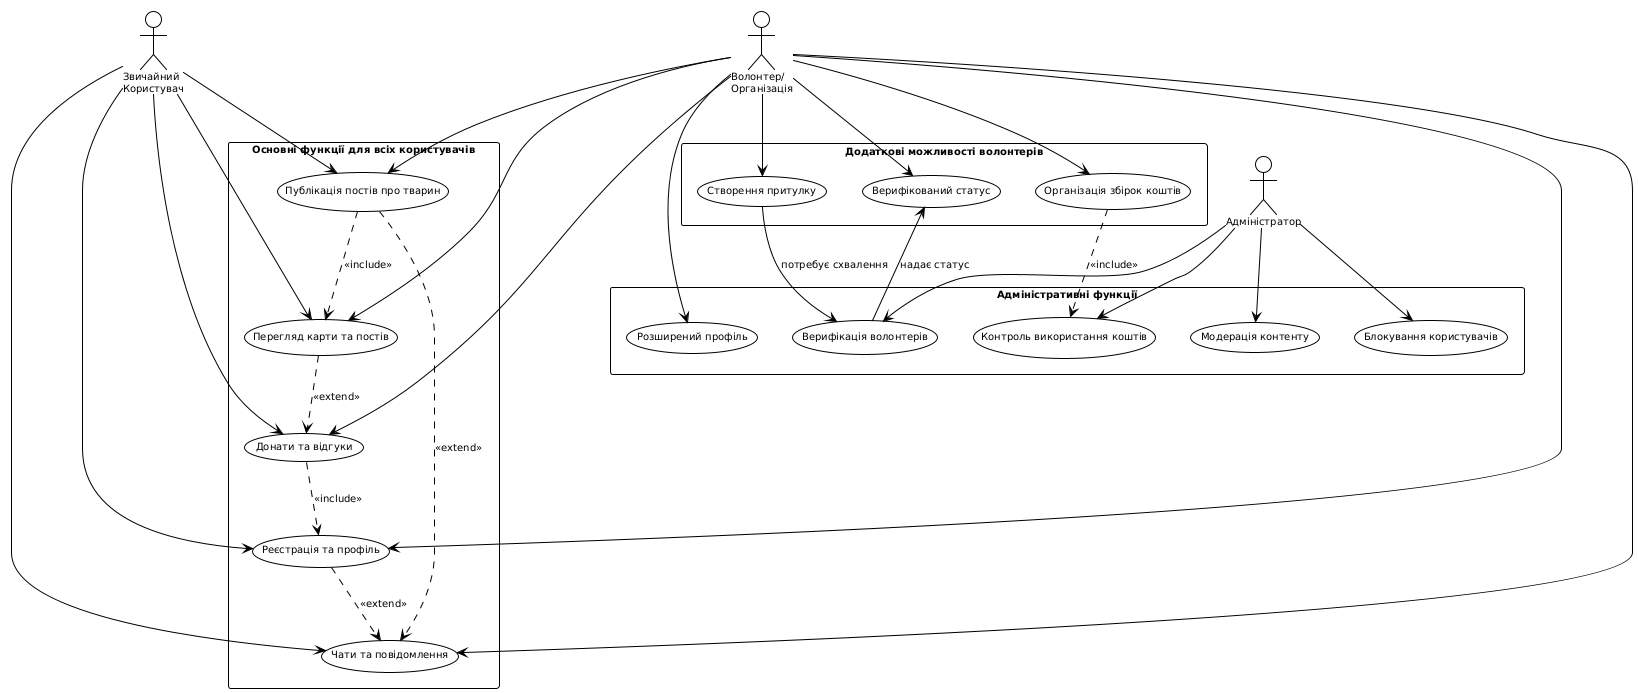 Звичайний
Користувач
Волонтер/
Організація
Основні функції для всіх користувачів
Додаткові можливості волонтерів
Публікація постів про тварин
Створення притулку
Верифікований статус
Організація збірок коштів
Адміністратор
«include»
потребує схвалення
надає статус
«include»
Адміністративні функції
Перегляд карти та постів
Розширений профіль
Верифікація волонтерів
Контроль використання коштів
Модерація контенту
Блокування користувачів
«extend»
Донати та відгуки
«extend»
«include»
Реєстрація та профіль
«extend»
Чати та повідомлення